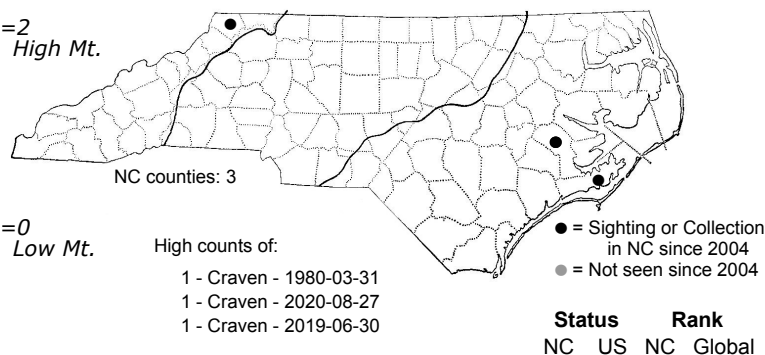 =2
High Mt.
NC counties: 3
=0
Low Mt.
High counts of:
1 - Craven - 1980-03-31
1 - Craven - 2020-08-27
1 - Craven - 2019-06-30
● = Sighting or Collection
in NC since 2004
● = Not seen since 2004
Status Rank
NC US NC Global